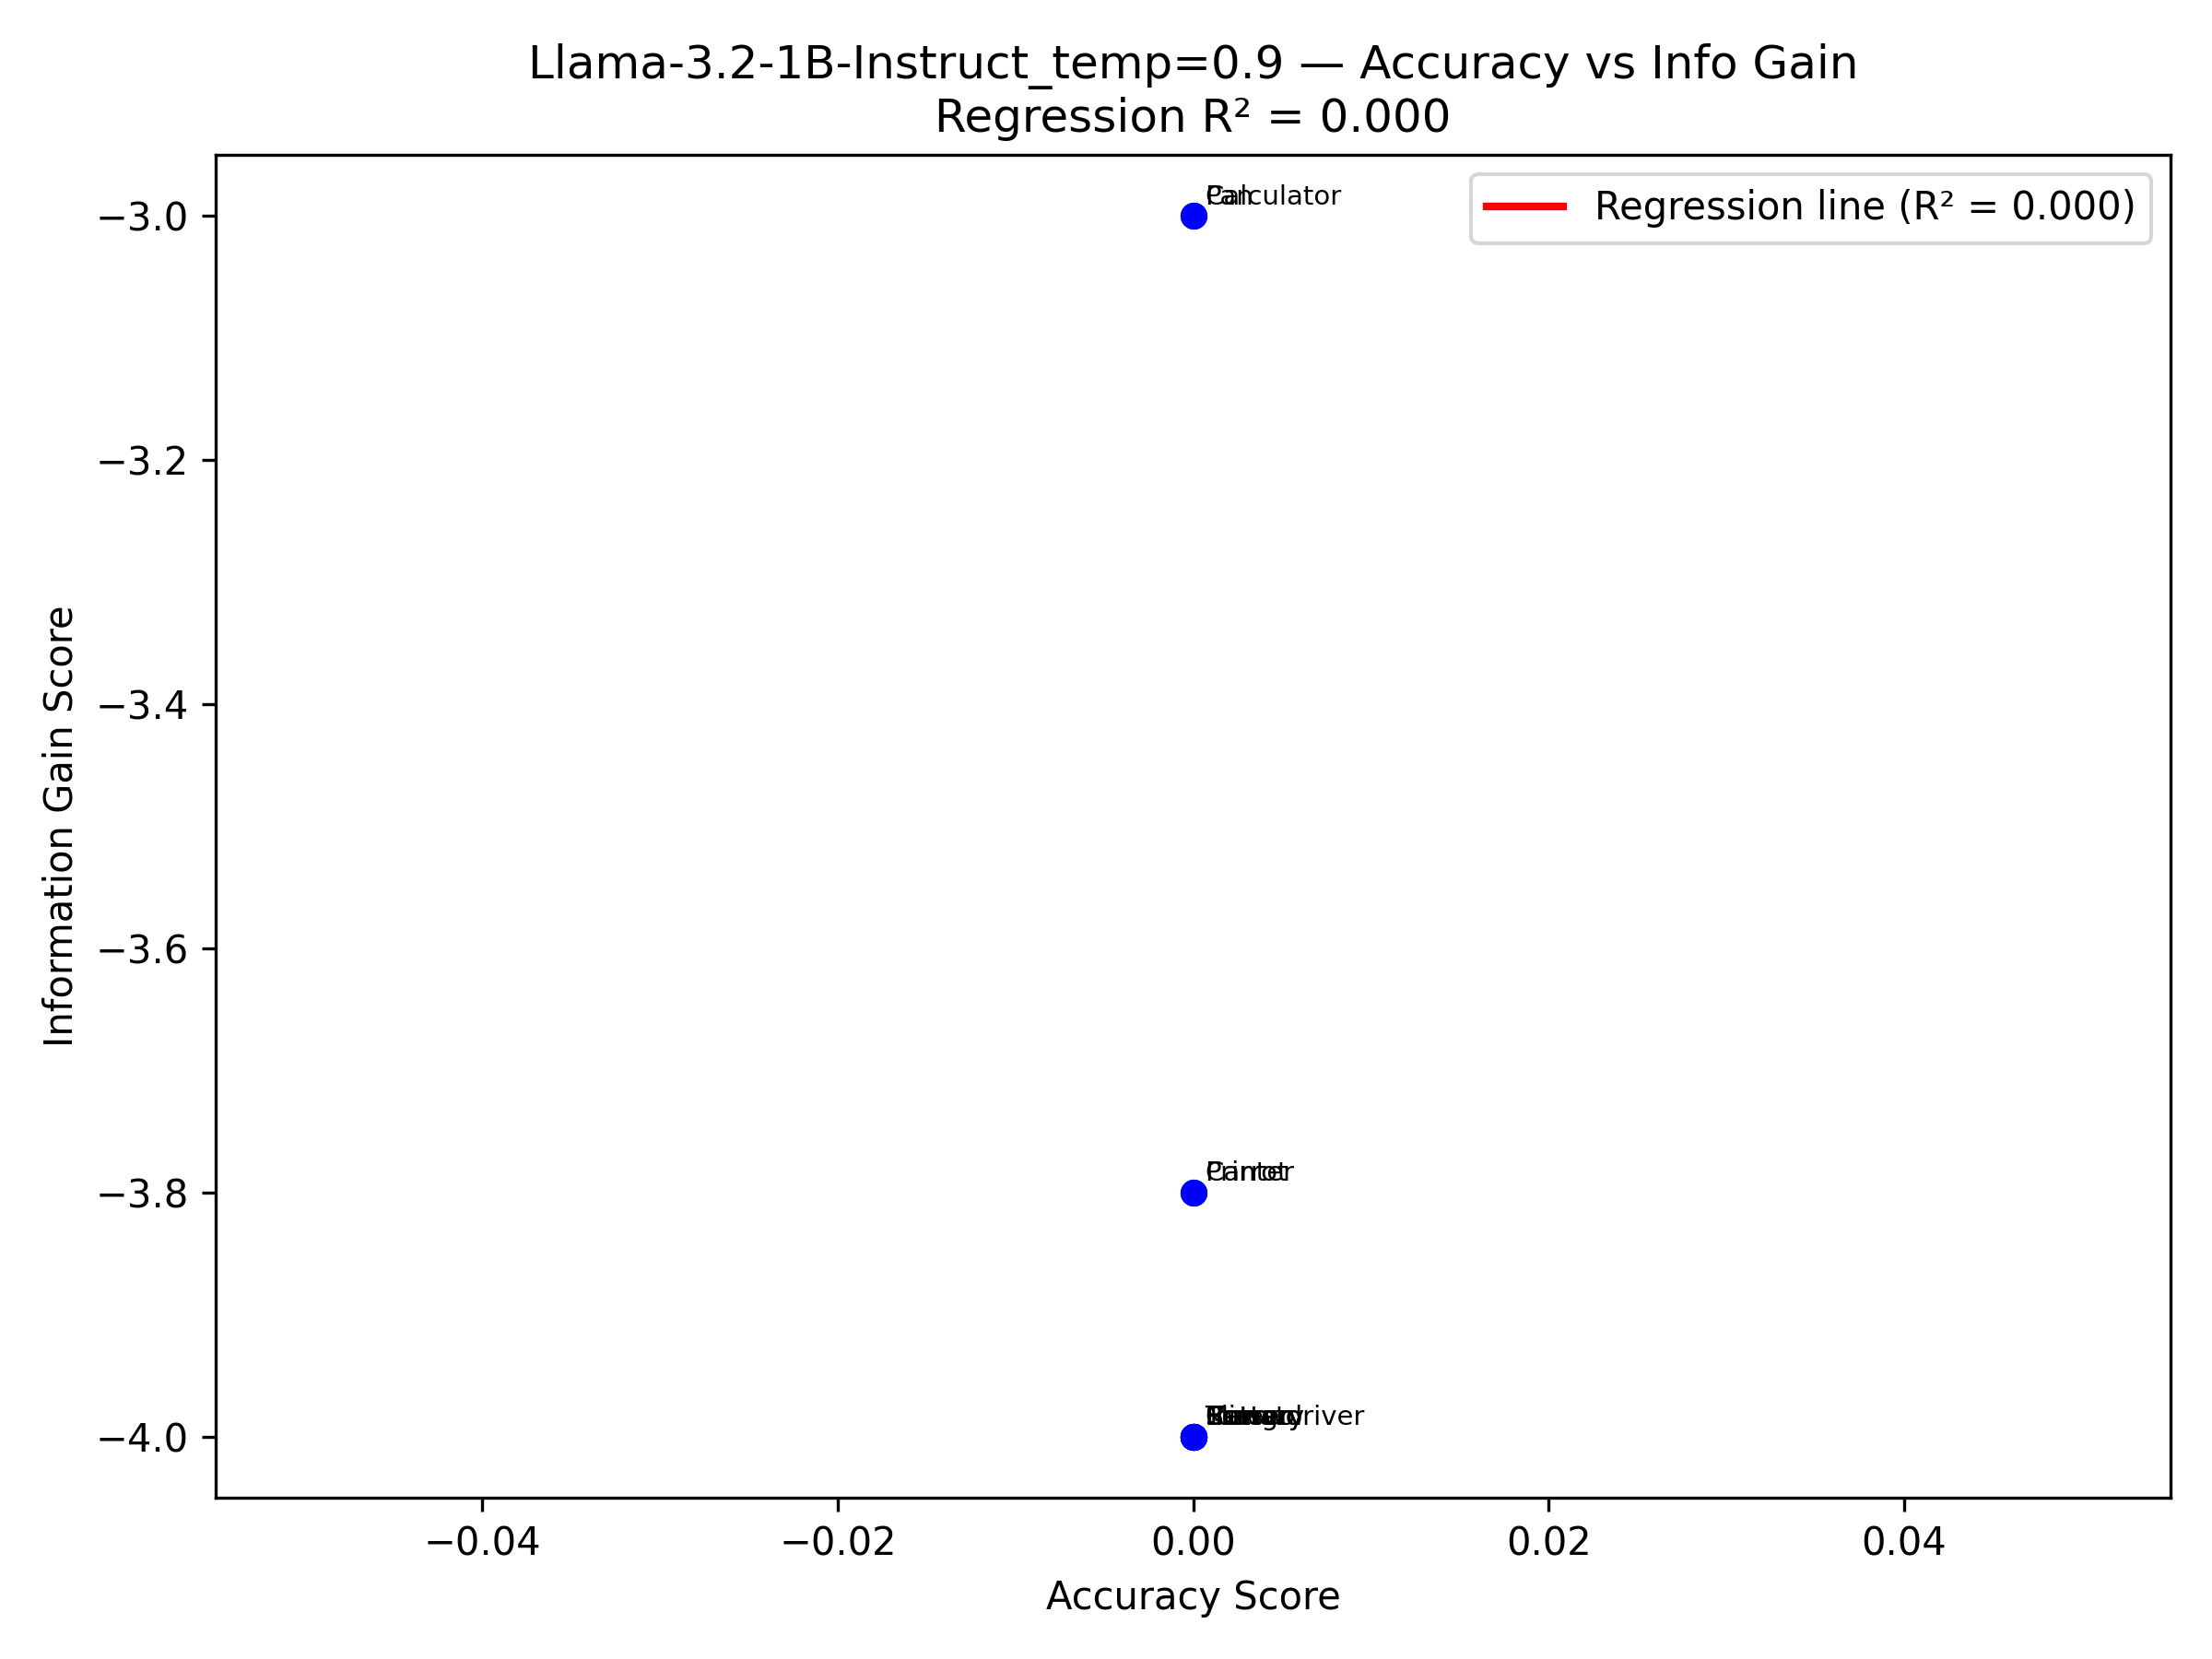 Llama-3.2-1B-Instruct_temp=0.9 — Accuracy vs Info Gain
Regression R² = 0.000
Regression line (R² = 0.000)
Calculator
−3.0
−3.2
−3.4
−3.6
−3.8
−4.0
Information Gain Score
Printer
Carrot
−0.04
−0.02
0.00
0.02
0.04
Accuracy Score